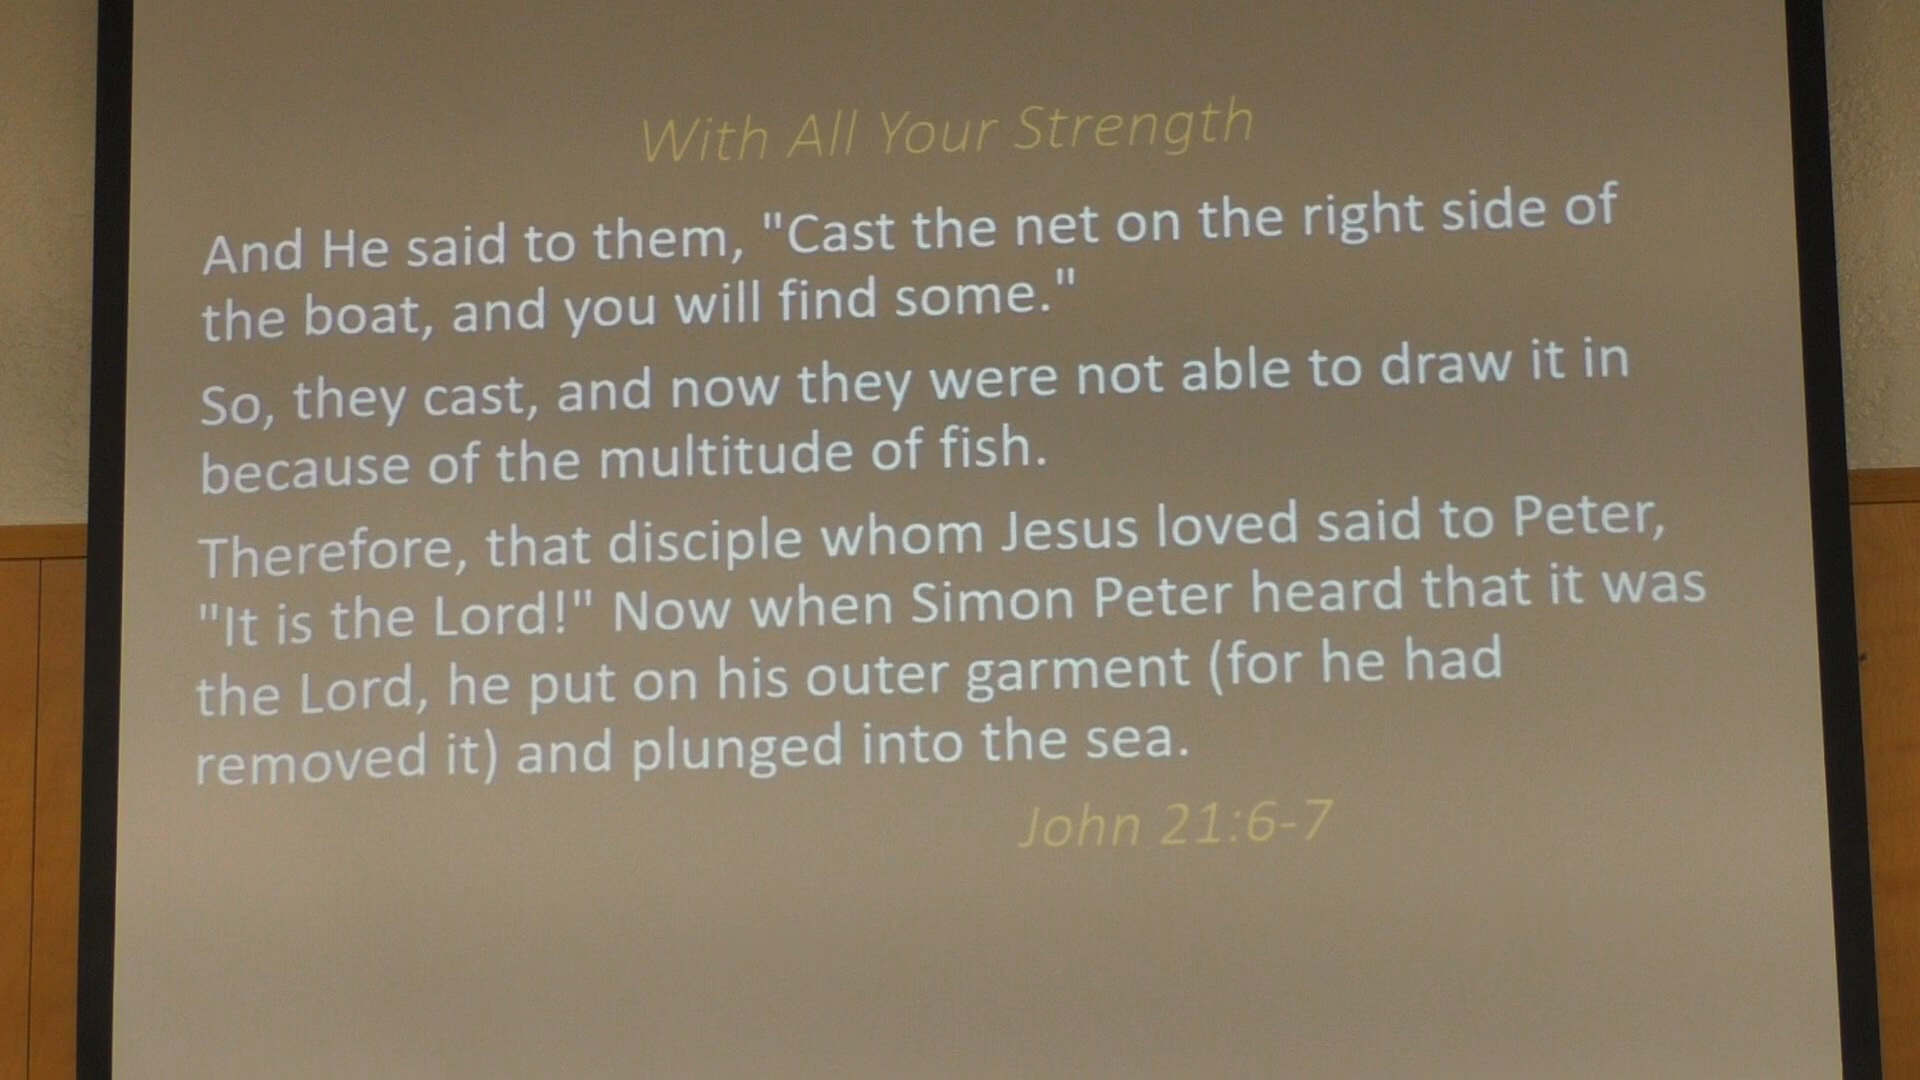 With All Your Strength
And He said to them, "Cast the net on the right side of
the boat, and you will find some."
So, they cast, and now they were not able to draw it in
because of the multitude of fish.
Therefore, that disciple whom Jesus loved said to Peter,
"It is the Lord!" Now when Simon Peter heard that it was
the Lord, he put on his outer garment (for he had
removed it) and plunged into the sea.
John 21:6-7